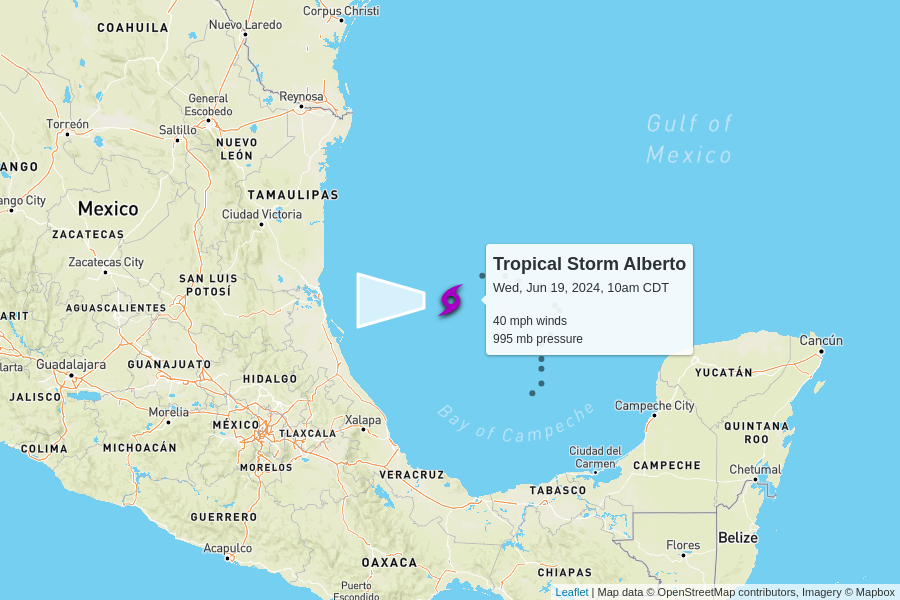 Corpus Christi
Nuevo Laredo
COAHUILA
General
Escobedo
Reynosa
Torreón
Saltillo
NUEVO
LEÓN
Gulf of
Mexico
ANGO
TAMAULIPAS
ango City
Mexico
Ciudad Victoria
ZACATECAS
Zacatecas City
Tropical Storm Alberto
Wed, Jun 19, 2024, 10am CDT
40 mph winds
995 mb pressure
SAN LUIS
POTOSÍ
AGUASCALIENTES
ARIT
Cancún
larta
Guadalajara
GUANAJUATO
YUCATÁN
HIDALGO
JALISCO
Morelia
Campeche City
Bay of Campeche
Xalapa
MÉXICO
TLAXCALA
QUINTANA
ROO
COLIMA
MICHOACÁN
Ciudad del
Carmen
MORELOS
CAMPECHE
Chetumal
VERACRUZ
TABASCO
GUERRERO
Belize
Flores
Acapulco
OAXACA
CHIAPAS
Puerto
Escondido
Leaflet | Map data © OpenStreetMap contributors, Imagery © Mapbox